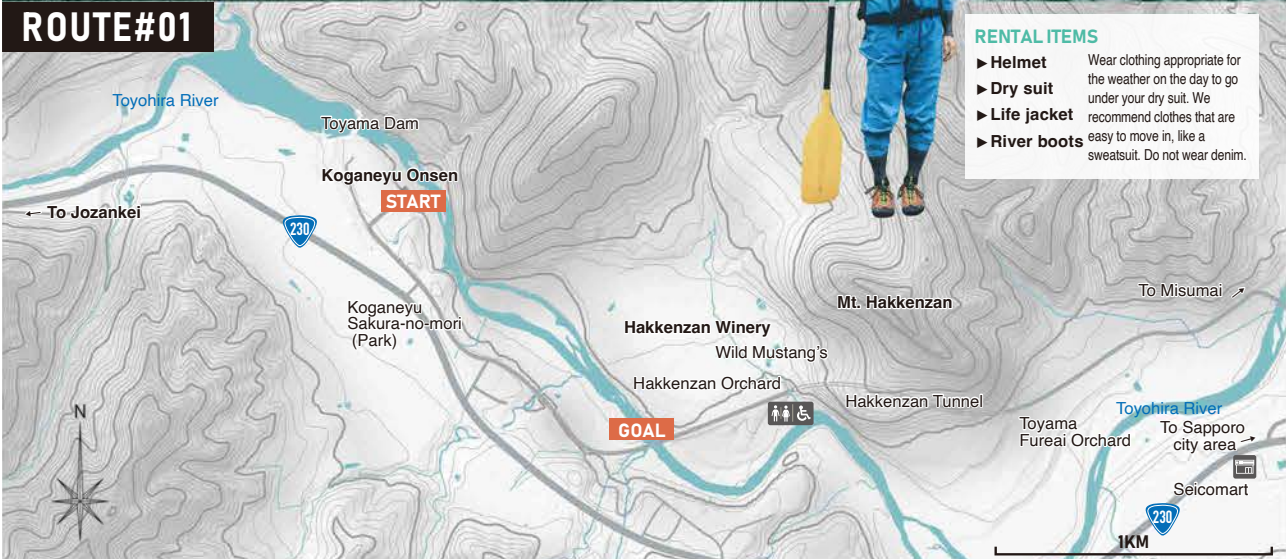 ROUTE#01
RENTAL ITEMS
▶ Helmet
▶ Dry suit
▶ Life jacket
▶ River boots
Wear clothing appropriate for
the weather on the day to go
under your dry suit. We
recommend clothes that are
easy to move in, like a
sweatsuit. Do not wear denim.
Toyohira River
Toyama Dam
Koganeyu Onsen
START
← To Jozankei
230
Koganeyu
Sakura-no-mori
(Park)
Mt. Hakkenzan
To Misumai ↗
Hakkenzan Winery
Wild Mustang's
Hakkenzan Orchard
Hakkenzan Tunnel
GOAL
N
Toyohira River
Toyama
Fureai Orchard
To Sapporo
city area →
Seicomart
230
1KM